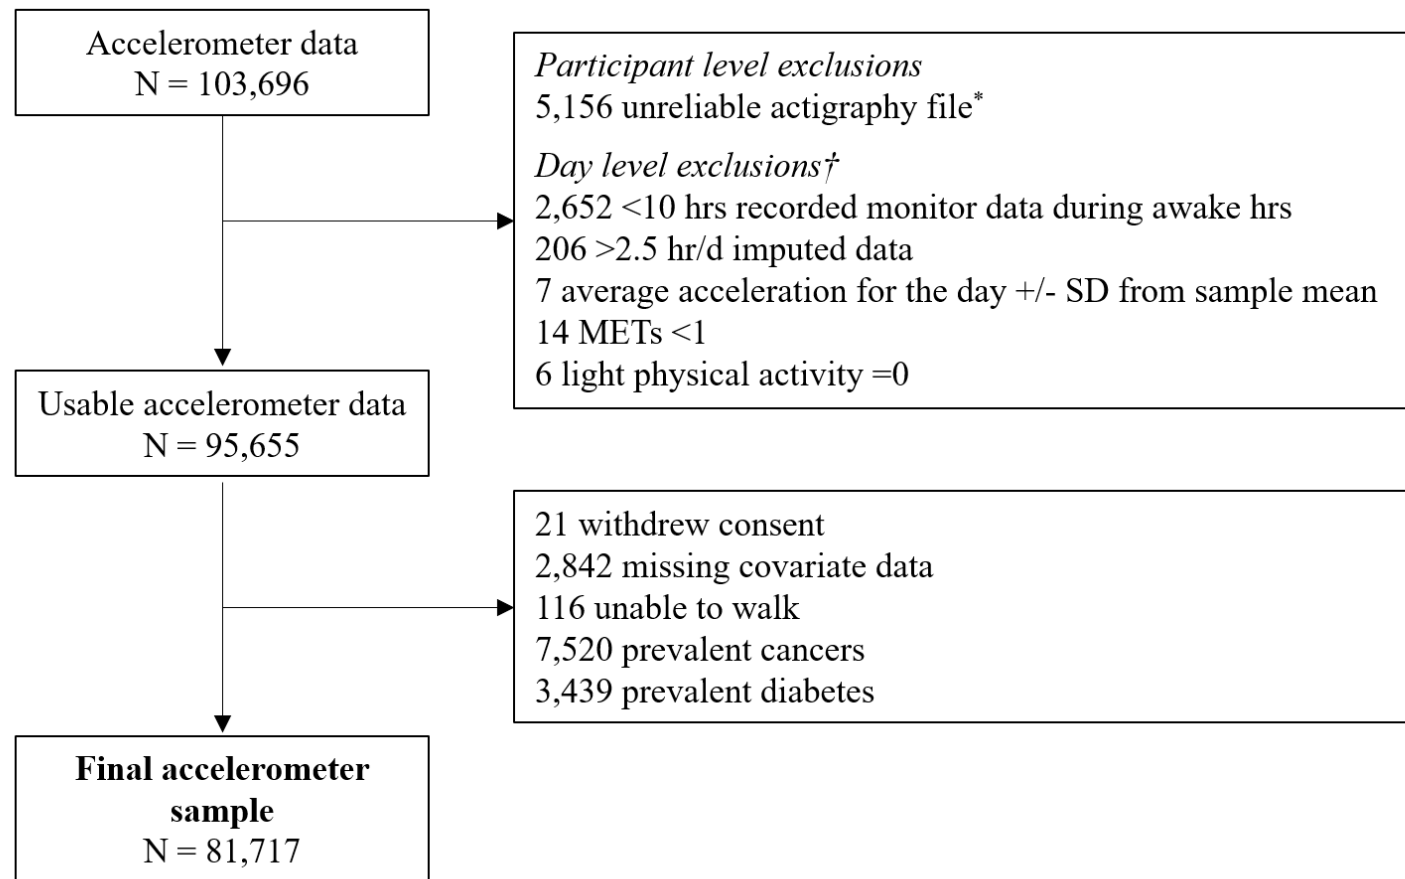 Accelerometer data
N = 103,696
Participant level exclusions
5,156 unreliable actigraphy file*
Day level exclusions†
2,652 <10 hrs recorded monitor data during awake hrs
206 >2.5 hr/d imputed data
7 average acceleration for the day +/- SD from sample mean
14 METs <1
6 light physical activity =0
Usable accelerometer data
N = 95,655
21 withdrew consent
2,842 missing covariate data
116 unable to walk
7,520 prevalent cancers
3,439 prevalent diabetes
Final accelerometer
sample
N = 81,717